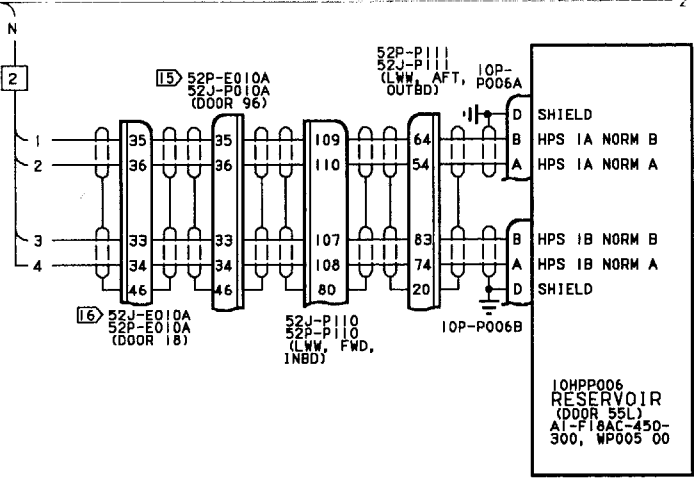 2
N
2
15 52P-E010A
52J-P010A
(DOOR 96)
52P-P111
52J-P111
(LWW, AFT,
OUTBD)
10P-
P006A
D SHIELD
1 35 35 109 64 B HPS 1A NORM B
2 36 36 110 54 A HPS 1A NORM A
3 33 33 107 83 B HPS 1B NORM B
4 34 34 108 74 A HPS 1B NORM A
46 46 80 20 D SHIELD
16 52J-E010A
52P-E010A
(DOOR 18)
52J-P110
52P-P110
(LWW, FWD,
INBD)
10P-P006B
10HPP006
RESERVOIR
(DOOR 55L)
A1-F18AC-450-
300, WP005 00